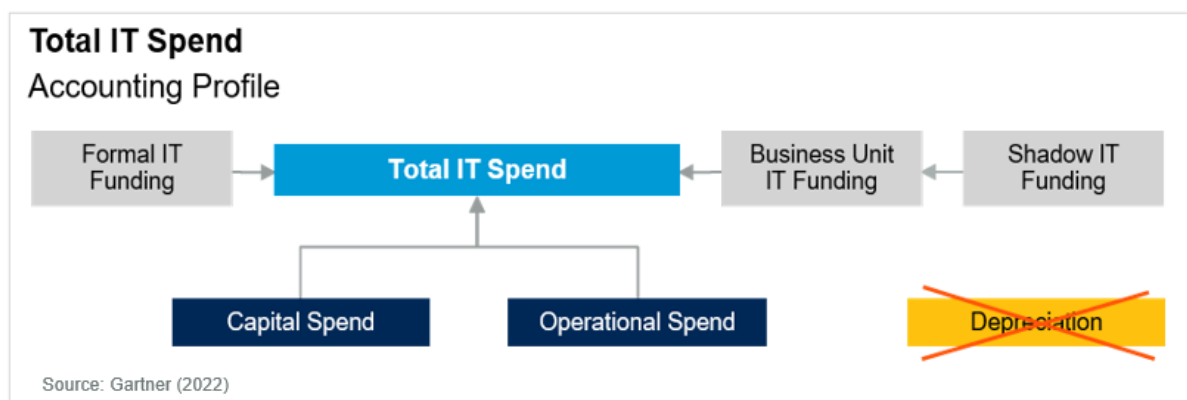 Total IT Spend
Accounting Profile
Formal IT
Funding
Total IT Spend
Business Unit
IT Funding
Shadow IT
Funding
Capital Spend
Operational Spend
Depreciation
Source: Gartner (2022)